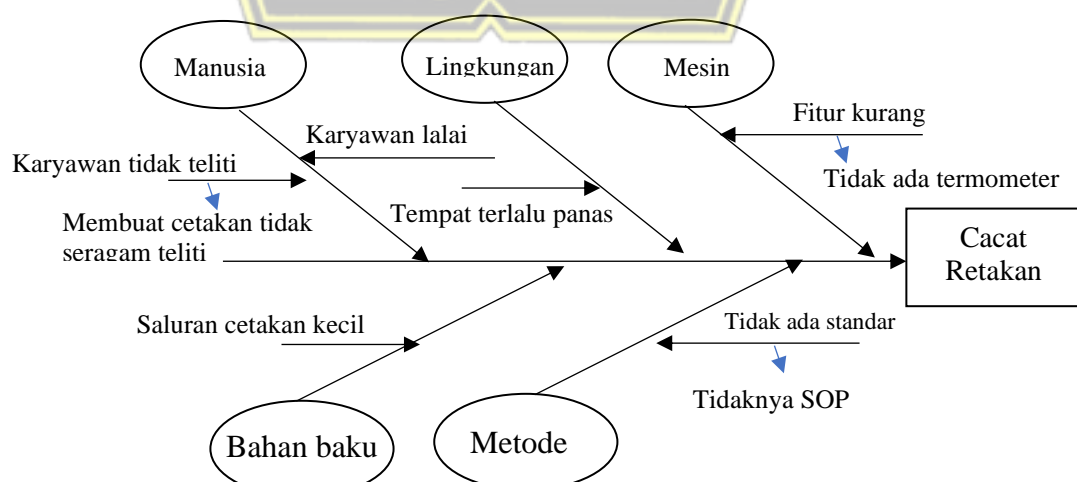 Manusia
Lingkungan
Mesin
Fitur kurang
Karyawan lalai
Karyawan tidak teliti
Tidak ada termometer
Tempat terlalu panas
Membuat cetakan tidak
seragam teliti
Cacat
Retakan
Saluran cetakan kecil
Tidak ada standar
Tidaknya SOP
Bahan baku
Metode